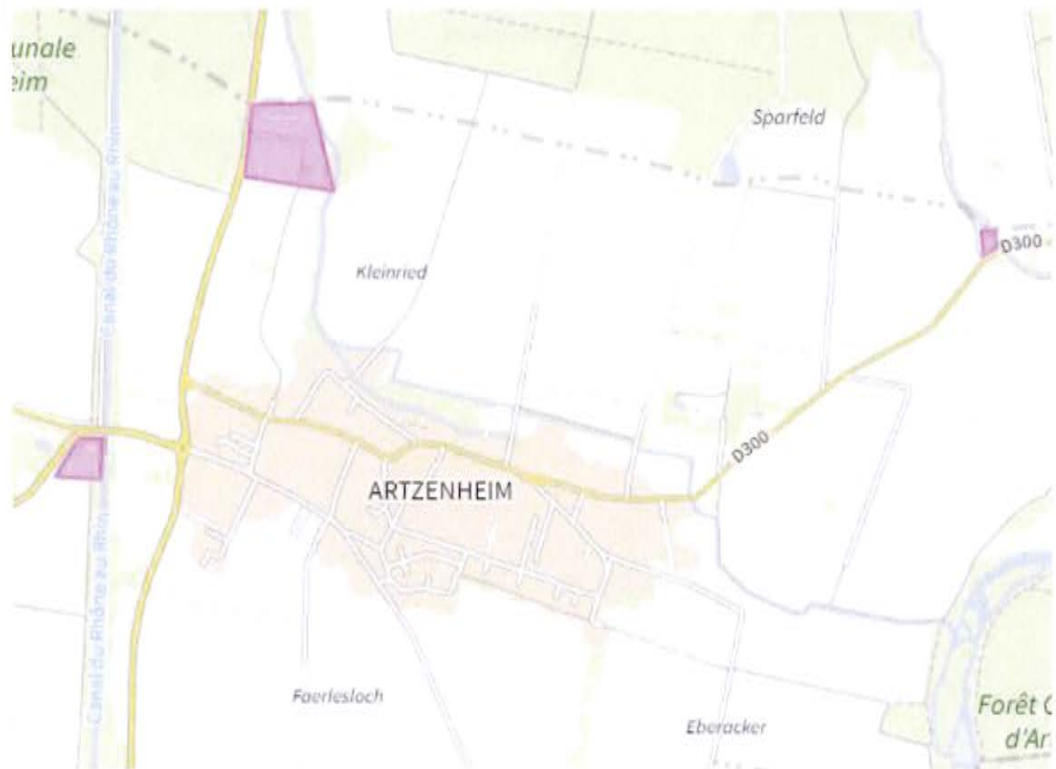 unale
eim
Sparfeld
Canal du Rhône au Rhin
D300
Kleinried
D300
ARTZENHEIM
Canal du Rhône au Rhin
Faerlesloch
Eberacker
Forêt C
d'Ar